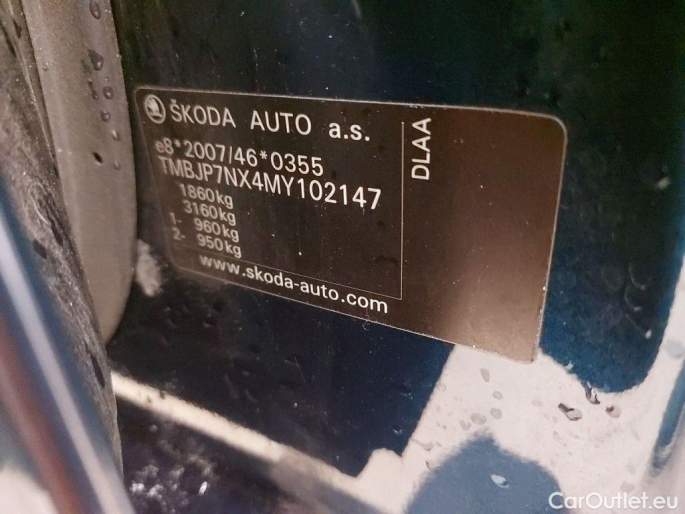 ŠKODA AUTO a.s.
e8*2007/46*0355
TMBJP7NX4MY102147
1860kg
3160kg
1- 960kg
2- 950kg
www.skoda-auto.com
DLAA
CarOutlet.eu